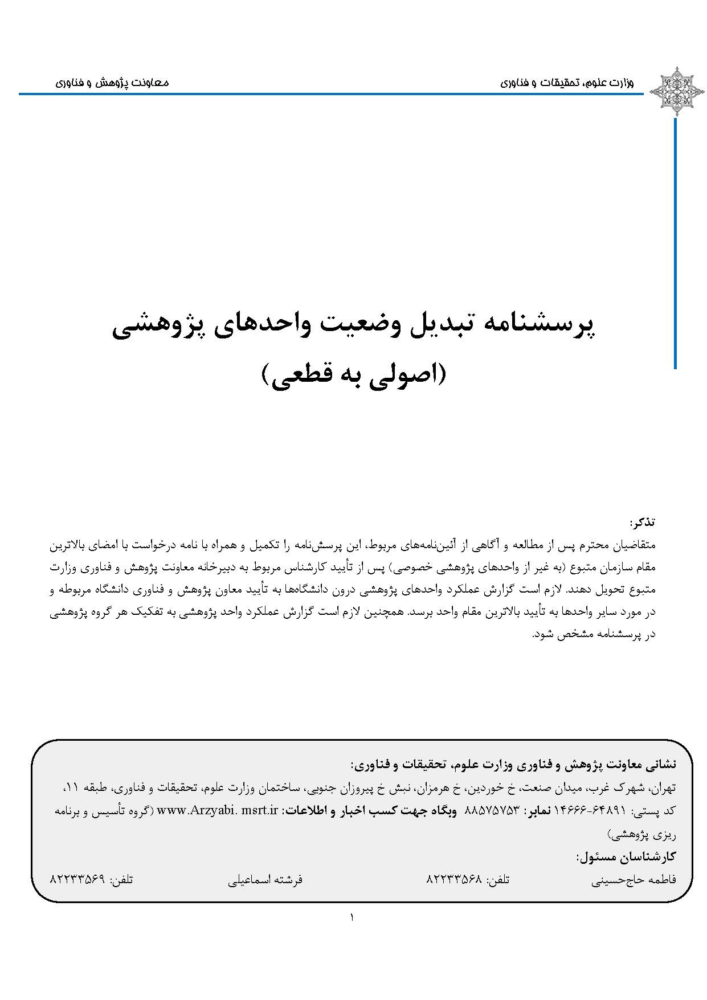 وزارت علوم، تحقیقات و فناوری	معاونت پژوهش و فناوری
پرسشنامه تبدیل وضعیت واحدهای پژوهشی
(اصولی به قطعی)
تذکر:
متقاضیان محترم پس از مطالعه و آگاهی از آئین‌نامه‌های مربوط، این پرسش‌نامه را تکمیل و همراه با نامه درخواست با امضای بالاترین
مقام سازمان متبوع (به غیر از واحدهای پژوهشی خصوصی) پس از تأیید کارشناس مربوط به دبیرخانه معاونت پژوهش و فناوری وزارت
متبوع تحویل دهند. لازم است گزارش عملکرد واحدهای پژوهشی درون دانشگاه‌ها به تأیید معاون پژوهش و فناوری دانشگاه مربوطه و
در مورد سایر واحدها به تأیید بالاترین مقام واحد برسد. همچنین لازم است گزارش عملکرد واحد پژوهشی به تفکیک هر گروه پژوهشی
در پرسشنامه مشخص شود.
نشانی معاونت پژوهش و فناوری وزارت علوم، تحقیقات و فناوری:
تهران، شهرک غرب، میدان صنعت، خ خوردین، خ هرمزان، نبش خ پیروزان جنوبی، ساختمان وزارت علوم، تحقیقات و فناوری، طبقه ۱۱،
کد پستی: ۶۴۸۹۱-۱۴۶۶۶ نمابر: ۸۸۵۷۵۷۵۳ وبگاه جهت کسب اخبار و اطلاعات: www.Arzyabi. msrt.ir (گروه تأسیس و برنامه
ریزی پژوهشی)
کارشناسان مسئول:
فاطمه حاج‌حسینی	تلفن: ۸۲۲۳۳۵۶۸	فرشته اسماعیلی	تلفن: ۸۲۲۳۳۵۶۹
۱